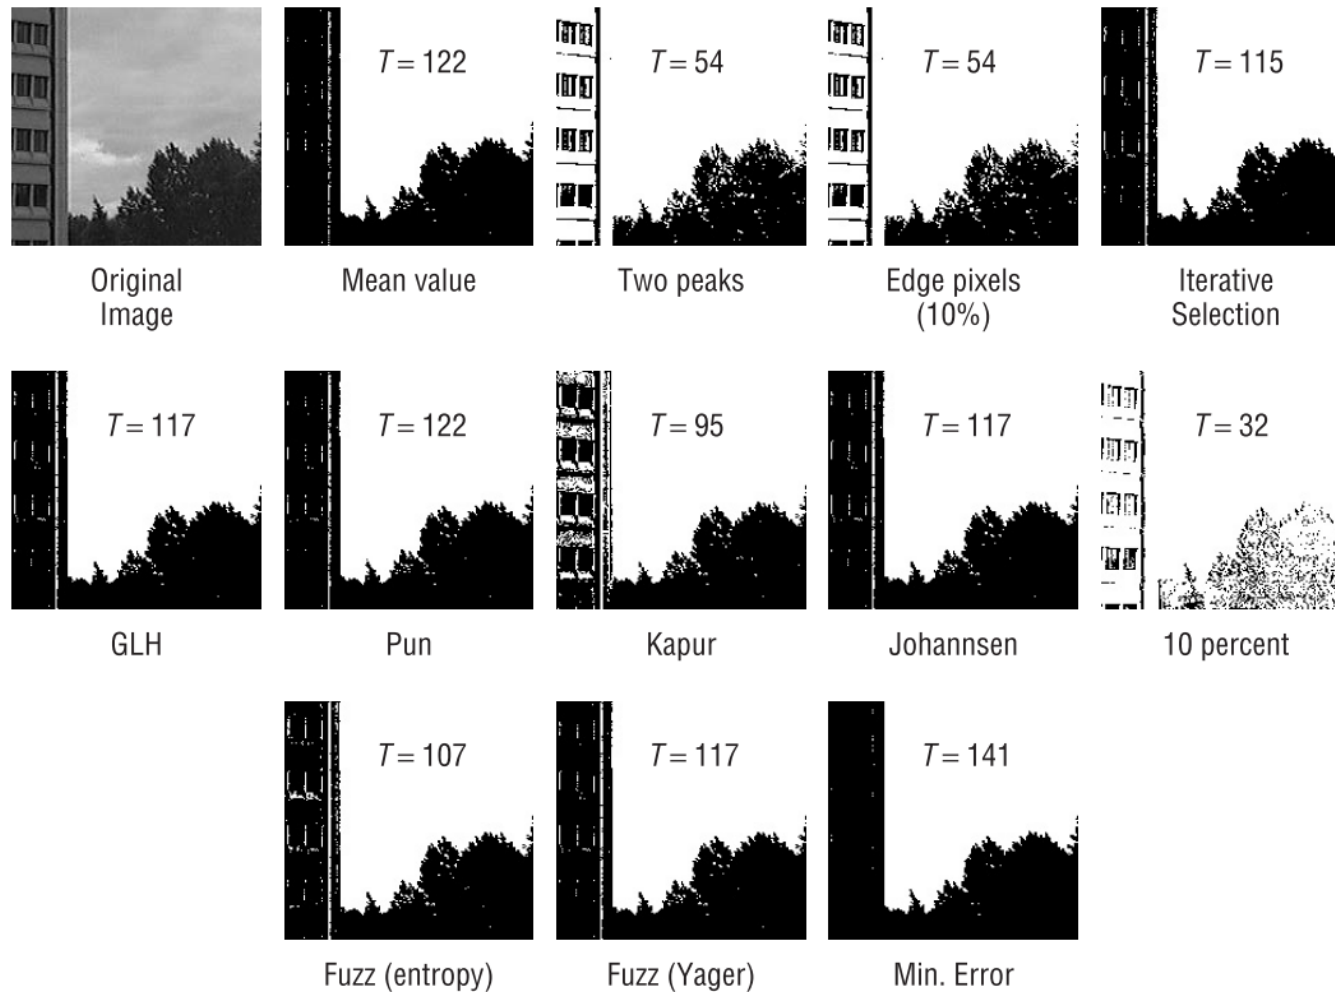 T = 122
T = 54
T = 54
T = 115
Original
Image
Mean value
Two peaks
Edge pixels
(10%)
Iterative
Selection
T = 117
T = 122
T = 95
T = 117
T = 32
GLH
Pun
Kapur
Johannsen
10 percent
T = 107
T = 117
T = 141
Fuzz (entropy)
Fuzz (Yager)
Min. Error